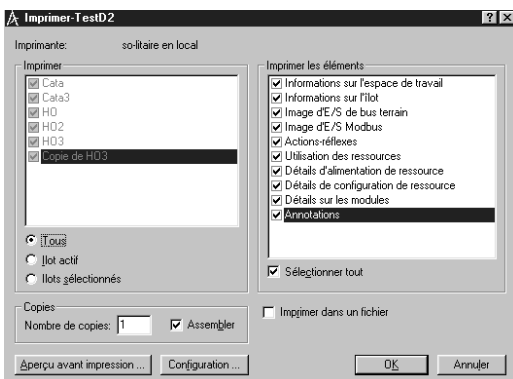 Imprimer-TestD2
Imprimante: so-litaire en local
Imprimer
Cata
Cata3
HO
HO2
HO3
Copie de HO3
Tous
Ilot actif
Ilots sélectionnés
Imprimer les éléments
Informations sur l'espace de travail
Informations sur l'îlot
Image d'E/S de bus terrain
Image d'E/S Modbus
Actions-réflexes
Utilisation des ressources
Détails d'alimentation de ressource
Détails de configuration de ressource
Détails sur les modules
Annotations
Sélectionner tout
Copies
Nombre de copies: 1 Assembler
Imprimer dans un fichier
Aperçu avant impression ... Configuration ... OK Annuler